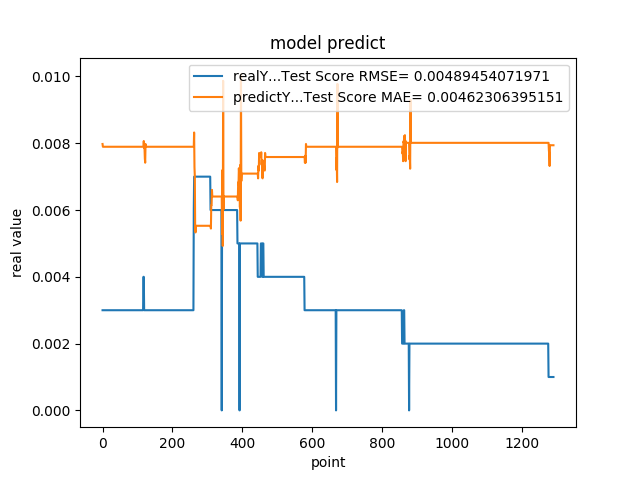 model predict
realY...Test Score RMSE= 0.00489454071971
predictY...Test Score MAE= 0.00462306395151
0.010
0.008
0.006
0.004
0.002
0.000
real value
0 200 400 600 800 1000 1200
point